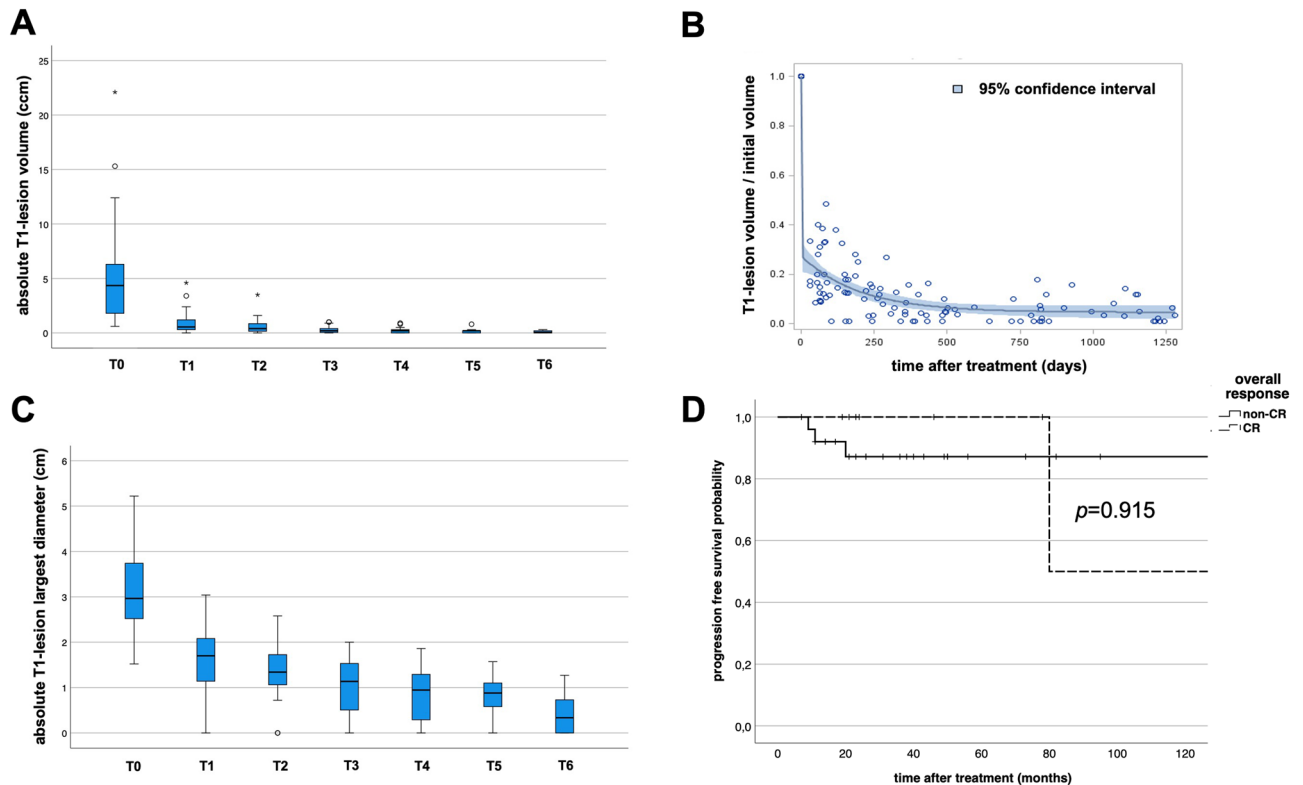 A
absolute T1-lesion volume (ccm)
25
20
15
10
5
0
T0 T1 T2 T3 T4 T5 T6
B
T1-lesion volume / initial volume
1.0
0.8
0.6
0.4
0.2
0.0
95% confidence interval
0 250 500 750 1000 1250
time after treatment (days)
C
absolute T1-lesion largest diameter (cm)
6
5
4
3
2
1
0
T0 T1 T2 T3 T4 T5 T6
D
progression free survival probability
1,0
0,8
0,6
0,4
0,2
0,0
overall
response
non-CR
CR
p=0.915
0 20 40 60 80 100 120
time after treatment (months)